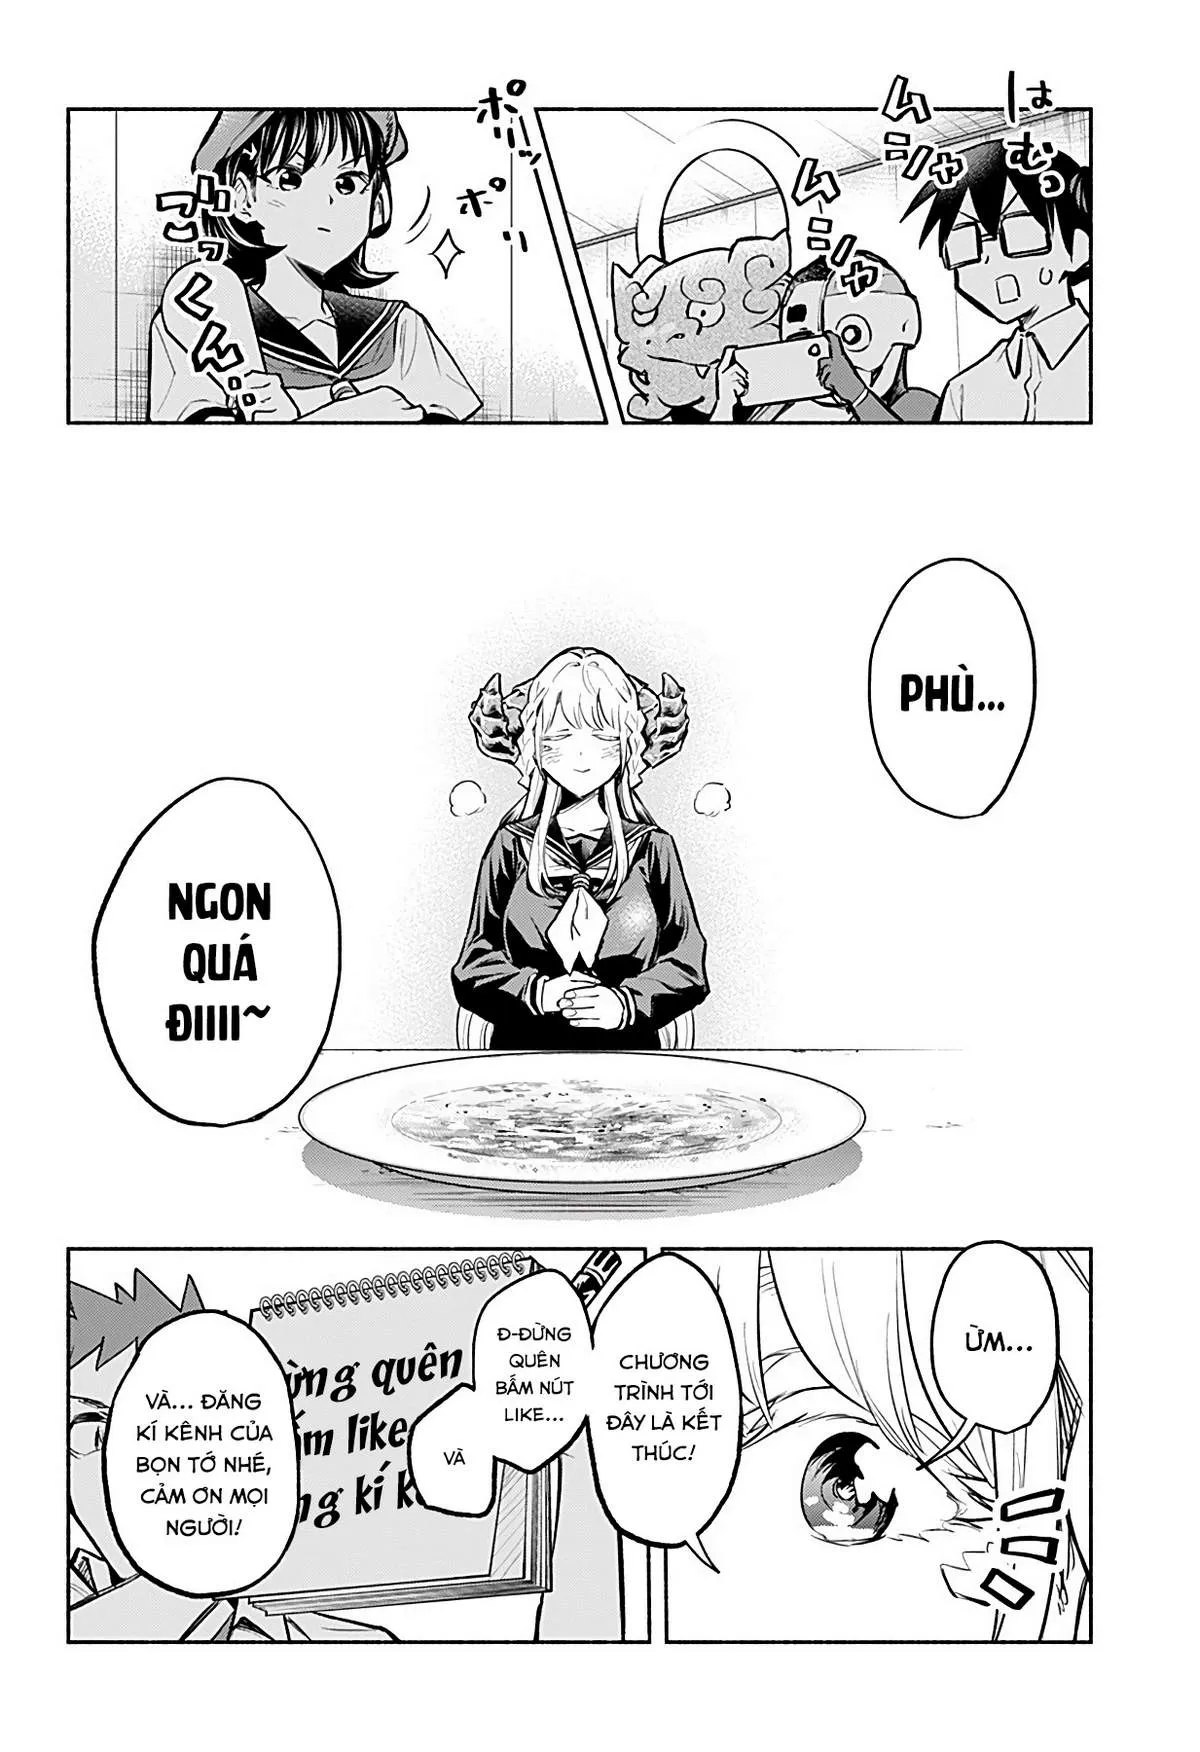 はむっ
ムシャ
ムシャ
ポリッ
ポリ
ごっくん…
PHÙ...
NGON
QUÁ
ĐIIII~
ỪM...
CHƯƠNG
TRÌNH TỚI
ĐÂY LÀ KẾT
THÚC!
Đ-ĐỪNG
QUÊN
BẤM NÚT
LIKE...
VÀ
ừng quên
ấm like
ng kí k
VÀ... ĐĂNG
KÍ KÊNH CỦA
BỌN TỚ NHÉ,
CẢM ƠN MỌI
NGƯỜI!